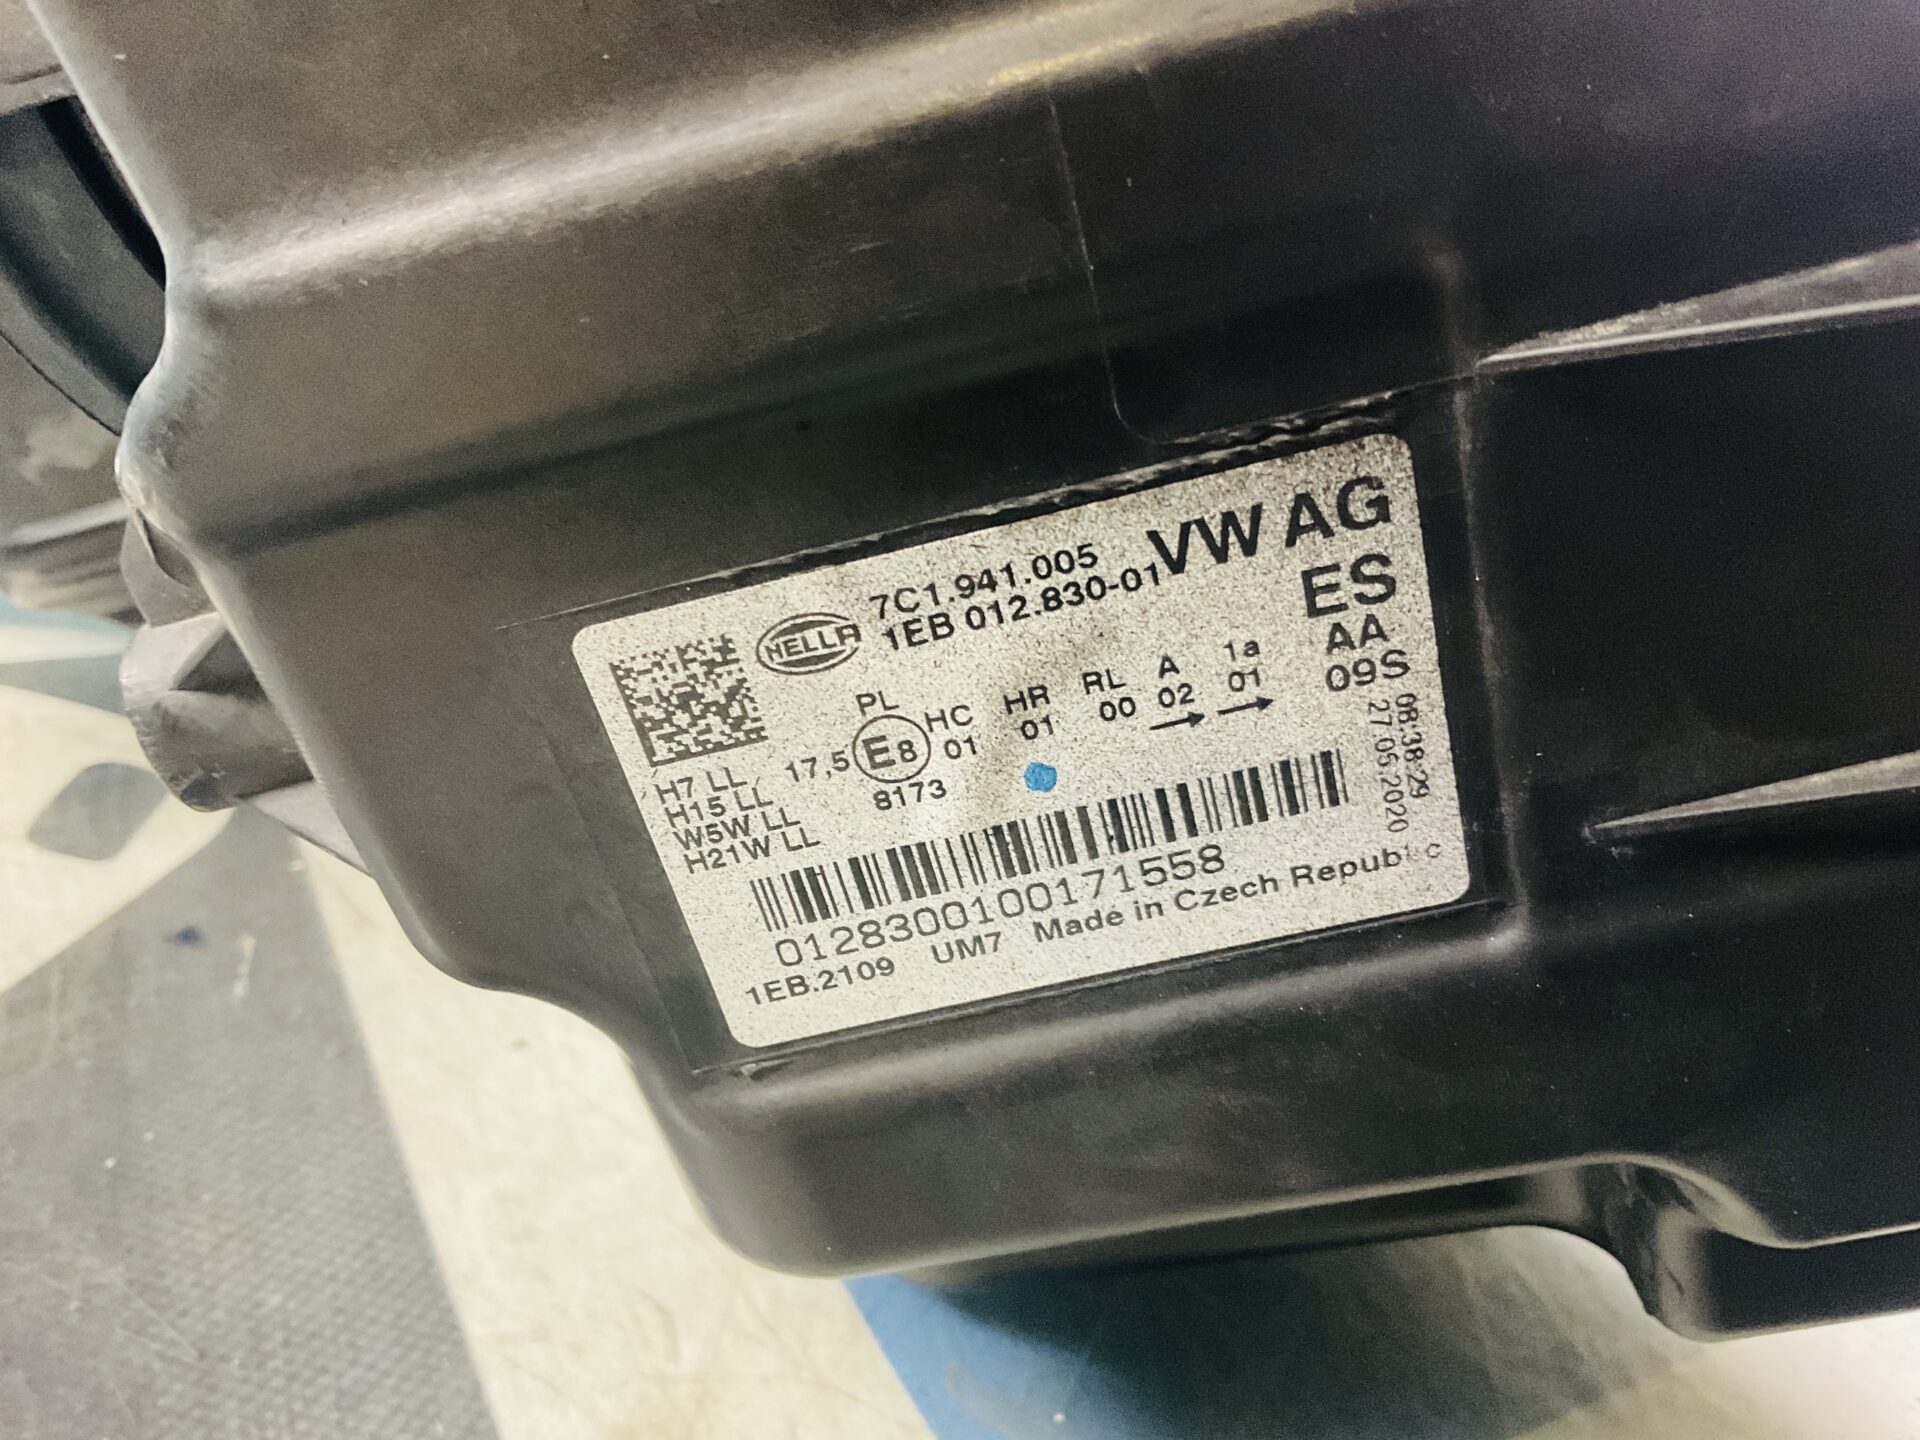 HELLA
7C1.941.005
1EB 012.830-01
VW AG
ES
AA
09S
PL HC HR RL A 1a
17,5 E8 01 01 00 02 01
8173
H7 LL
H15 LL
W5W LL
H21W LL
08:38:29
27.05.2020
0128300100171558
1EB.2109 UM7 Made in Czech Republic